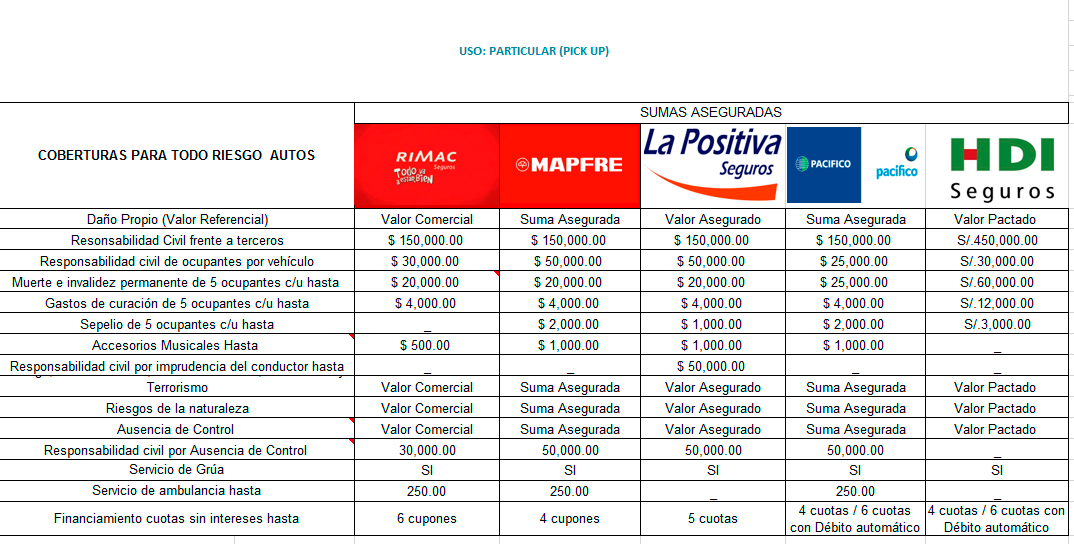 USO: PARTICULAR (PICK UP)
SUMAS ASEGURADAS
COBERTURAS PARA TODO RIESGO AUTOS
RIMAC
Seguros
Todo va
a estar BIEN
MAPFRE
La Positiva
Seguros
PACIFICO
pacífico
HDI
Seguros
Daño Propio (Valor Referencial) Valor Comercial Suma Asegurada Valor Asegurado Suma Asegurada Valor Pactado
Resonsabilidad Civil frente a terceros $ 150,000.00 $ 150,000.00 $ 150,000.00 $ 150,000.00 S/.450,000.00
Responsabilidad civil de ocupantes por vehículo $ 30,000.00 $ 50,000.00 $ 50,000.00 $ 25,000.00 S/.30,000.00
Muerte e invalidez permanente de 5 ocupantes c/u hasta $ 20,000.00 $ 20,000.00 $ 20,000.00 $ 25,000.00 S/.60,000.00
Gastos de curación de 5 ocupantes c/u hasta $ 4,000.00 $ 4,000.00 $ 4,000.00 $ 4,000.00 S/.12,000.00
Sepelio de 5 ocupantes c/u hasta _ $ 2,000.00 $ 1,000.00 $ 2,000.00 S/.3,000.00
Accesorios Musicales Hasta $ 500.00 $ 1,000.00 $ 1,000.00 $ 1,000.00 _
Responsabilidad civil por imprudencia del conductor hasta _ _ $ 50,000.00 _ _
Terrorismo Valor Comercial Suma Asegurada Valor Asegurado Suma Asegurada Valor Pactado
Riesgos de la naturaleza Valor Comercial Suma Asegurada Valor Asegurado Suma Asegurada Valor Pactado
Ausencia de Control Valor Comercial Suma Asegurada Valor Asegurado Suma Asegurada Valor Pactado
Responsabilidad civil por Ausencia de Control 30,000.00 50,000.00 50,000.00 50,000.00 _
Servicio de Grúa SI SI SI SI SI
Servicio de ambulancia hasta 250.00 250.00 _ 250.00 _
Financiamiento cuotas sin intereses hasta 6 cupones 4 cupones 5 cuotas 4 cuotas / 6 cuotas 4 cuotas / 6 cuotas con
con Débito automático Débito automático